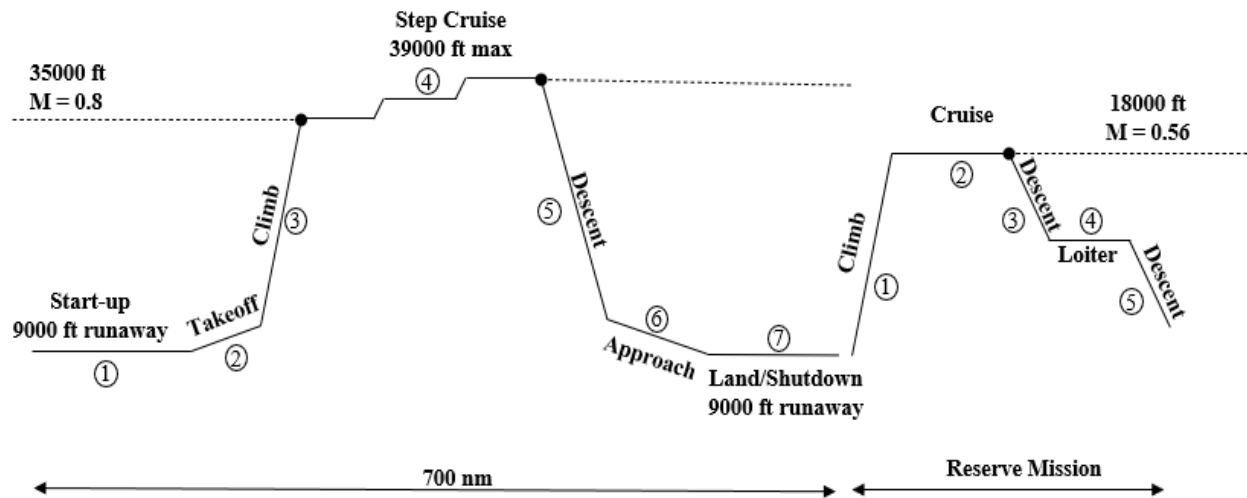 Step Cruise
39000 ft max
④
35000 ft
M = 0.8
Climb
③
Start-up
9000 ft runaway
①
Takeoff
②
Descent
⑤
⑥
Approach
⑦
Land/Shutdown
9000 ft runaway
Climb
①
Cruise
②
18000 ft
M = 0.56
Descent
③
④
Loiter
Descent
⑤
700 nm
Reserve Mission